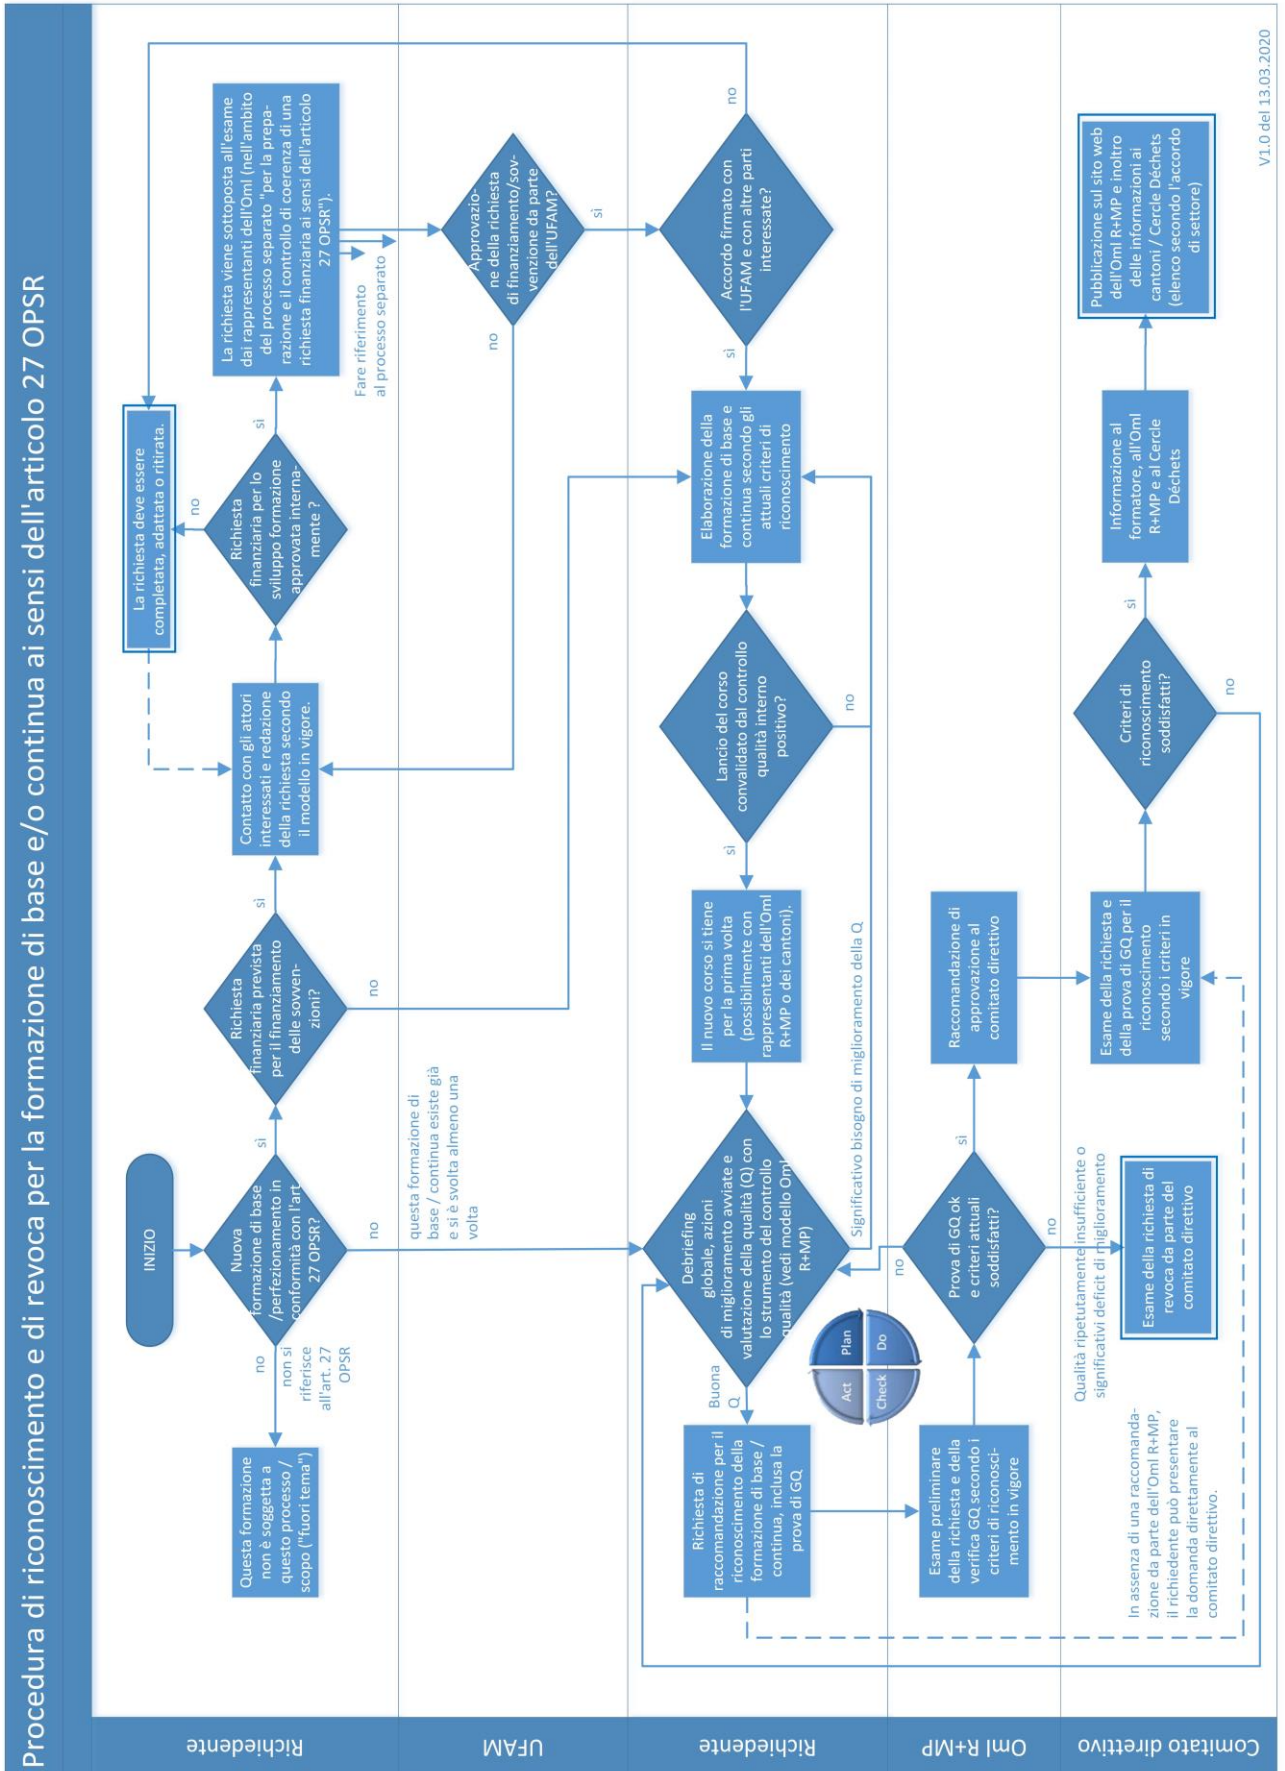 Procedura di riconoscimento e di revoca per la formazione di base e/o continua ai sensi dell'articolo 27 OPSR
Richiedente
INIZIO
Nuova
formazione di base
/perfezionamento in
conformità con l'art.
27 OPSR?
no
non si
riferisce
all'art. 27
OPSR
Questa formazione
non è soggetta a
questo processo /
scopo ("fuori tema")
sì
no
questa formazione di
base / continua esiste già
e si è svolta almeno una
volta
Richiesta
finanziaria prevista
per il finanziamento
delle sovven-
zioni?
sì
no
Contatto con gli attori
interessati e redazione
della richiesta secondo
il modello in vigore.
Richiesta
finanziaria per lo
sviluppo formazione
approvata interna-
mente ?
no
sì
La richiesta deve essere
completata, adattata o ritirata.
La richiesta viene sottoposta all'esame
dai rappresentanti dell'Oml (nell'ambito
del processo separato "per la prepa-
razione e il controllo di coerenza di una
richiesta finanziaria ai sensi dell'articolo
27 OPSR").
Fare riferimento
al processo separato
UFAM
Approvazio-
ne della richiesta
di finanziamento/sov-
venzione da parte
dell'UFAM?
no
sì
Richiedente
Accordo firmato con
l'UFAM e con altre parti
interessate?
no
sì
Elaborazione della
formazione di base e
continua secondo gli
attuali criteri di
riconoscimento
Lancio del corso
convalidato dal controllo
qualità interno
positivo?
no
sì
Il nuovo corso si tiene
per la prima volta
(possibilmente con
rappresentanti dell'Oml
R+MP o dei cantoni).
Debriefing
globale, azioni
di miglioramento avviate e
valutazione della qualità (Q) con
lo strumento del controllo
qualità (vedi modello Oml
R+MP)
Significativo bisogno di miglioramento della Q
Buona
Q
Richiesta di
raccomandazione per il
riconoscimento della
formazione di base /
continua, inclusa la
prova di GQ
Act
Plan
Check
Do
Oml R+MP
Esame preliminare
della richiesta e della
verifica GQ secondo i
criteri di riconosci-
mento in vigore
Prova di GQ ok
e criteri attuali
soddisfatti?
no
sì
no
Raccomandazione di
approvazione al
comitato direttivo
Comitato direttivo
Qualità ripetutamente insufficiente o
significativi deficit di miglioramento
Esame della richiesta di
revoca da parte del
comitato direttivo
In assenza di una raccomanda-
zione da parte dell'Oml R+MP,
il richiedente può presentare
la domanda direttamente al
comitato direttivo.
Esame della richiesta e
della prova di GQ per il
riconoscimento
secondo i criteri in
vigore
Criteri di
riconoscimento
soddisfatti?
sì
no
Informazione al
formatore, all'Oml
R+MP e al Cercle
Déchets
Pubblicazione sul sito web
dell'Oml R+MP e inoltro
delle informazioni ai
cantoni / Cercle Déchets
(elenco secondo l'accordo
di settore)
V1.0 del 13.03.2020